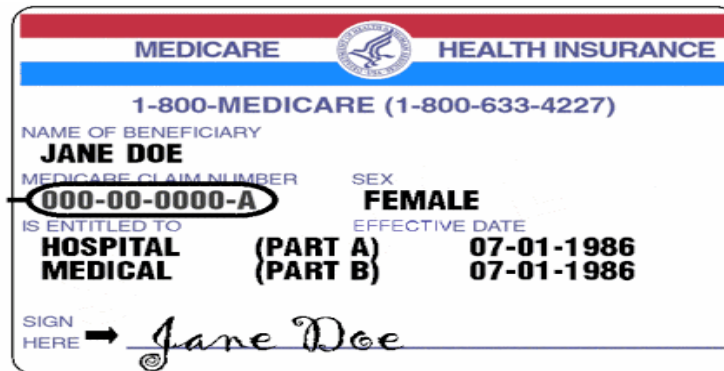 MEDICARE HEALTH INSURANCE
1-800-MEDICARE (1-800-633-4227)
NAME OF BENEFICIARY
JANE DOE
MEDICARE CLAIM NUMBER SEX
000-00-0000-A FEMALE
IS ENTITLED TO EFFECTIVE DATE
HOSPITAL (PART A) 07-01-1986
MEDICAL (PART B) 07-01-1986
SIGN
HERE Jane Doe